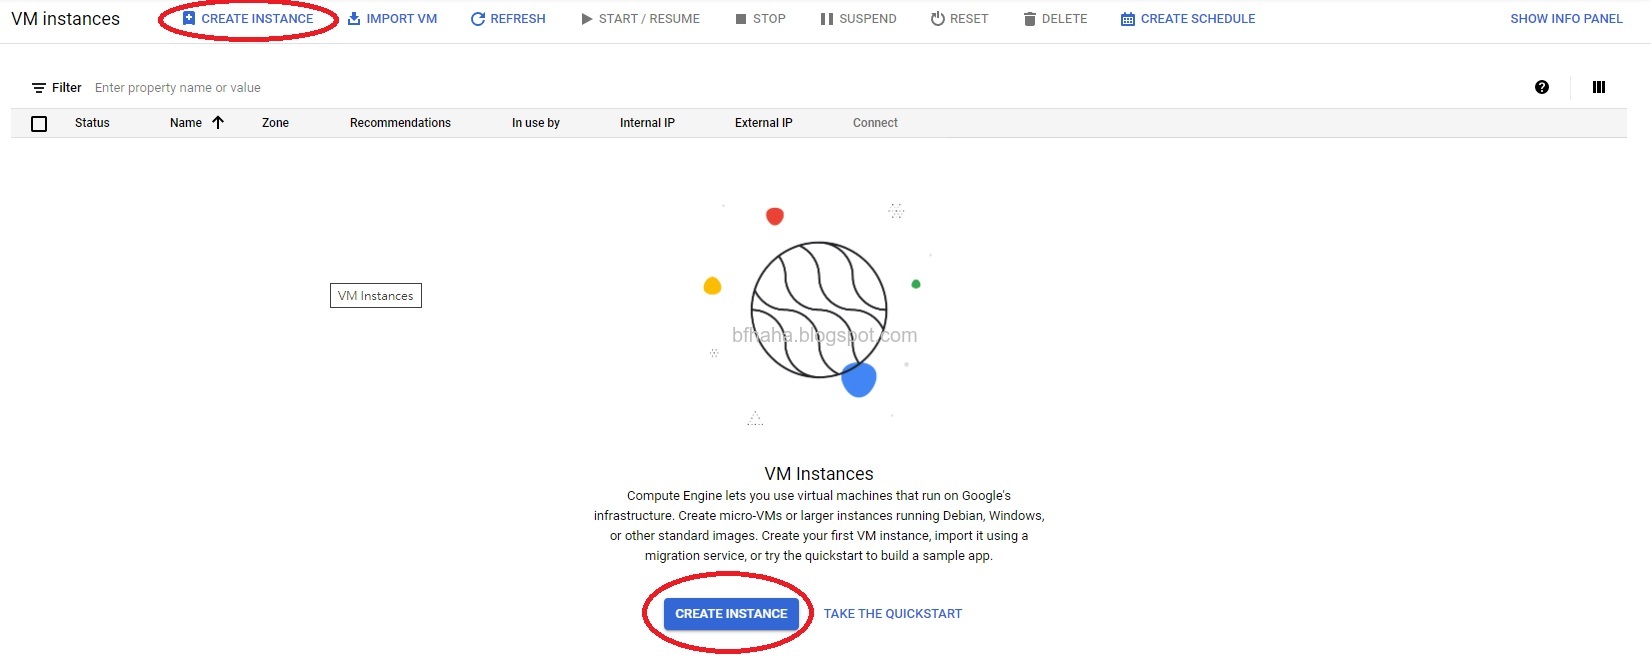 VM instances CREATE INSTANCE IMPORT VM REFRESH START / RESUME STOP SUSPEND RESET DELETE CREATE SCHEDULE SHOW INFO PANEL
Filter Enter property name or value
Status Name Zone Recommendations In use by Internal IP External IP Connect
VM Instances
bfhaha.blogspot.com
VM Instances
Compute Engine lets you use virtual machines that run on Google's
infrastructure. Create micro-VMs or larger instances running Debian, Windows,
or other standard images. Create your first VM instance, import it using a
migration service, or try the quickstart to build a sample app.
CREATE INSTANCE TAKE THE QUICKSTART